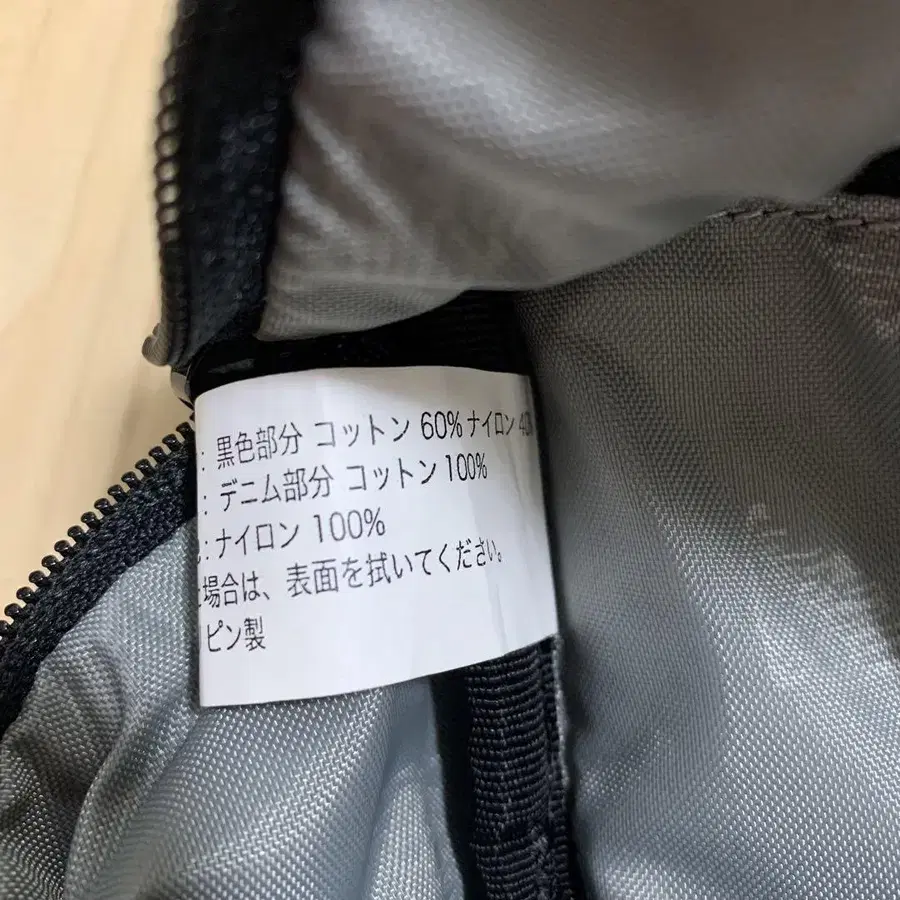 : 黒色部分 コットン 60% ナイロン 40%
: デニム部分 コットン 100%
: ナイロン 100%
場合は、表面を拭いてください。
ピン製